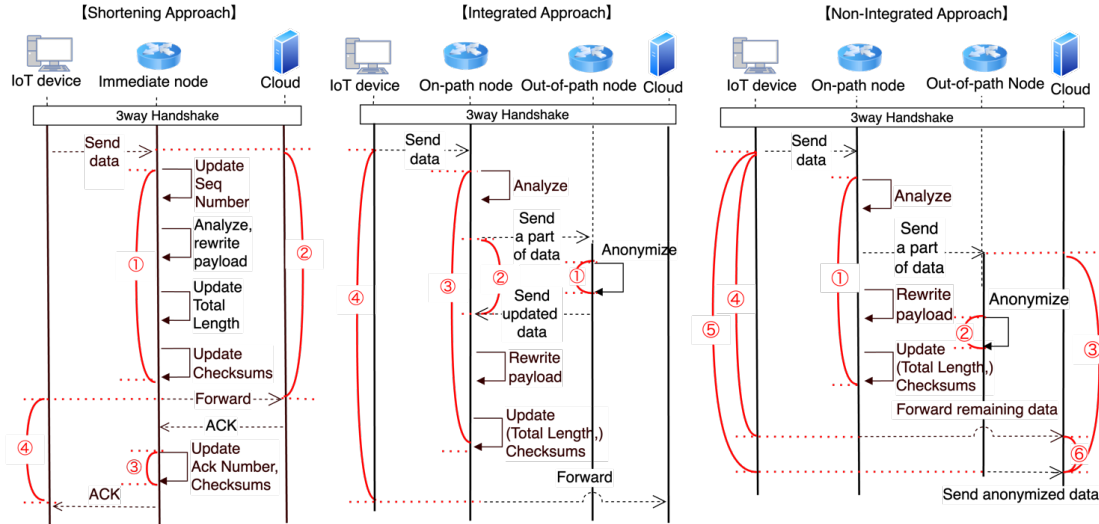 【Shortening Approach】
IoT device
Immediate node
Cloud
3way Handshake
Send
data
Update
Seq
Number
Analyze,
rewrite
payload
①
②
Update
Total
Length
Update
Checksums
Forward
ACK
④
③
Update
Ack Number,
Checksums
ACK
【Integrated Approach】
IoT device
On-path node
Out-of-path node
Cloud
3way Handshake
Send
data
Analyze
Send
a part
of data
Anonymize
④
③
②
①
Send
updated
data
Rewrite
payload
Update
(Total Length,)
Checksums
Forward
【Non-Integrated Approach】
IoT device
On-path node
Out-of-path Node
Cloud
3way Handshake
Send
data
Analyze
Send
a part
of data
①
④
⑤
Rewrite
payload
Anonymize
②
③
Update
(Total Length,)
Checksums
Forward remaining data
⑥
Send anonymized data